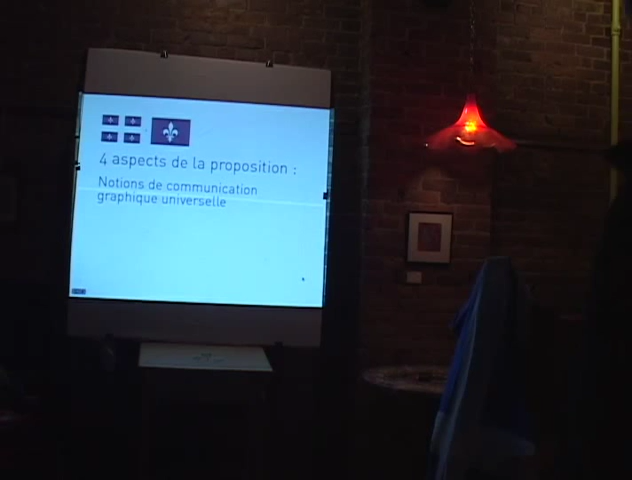 4 aspects de la proposition :
Notions de communication
graphique universelle